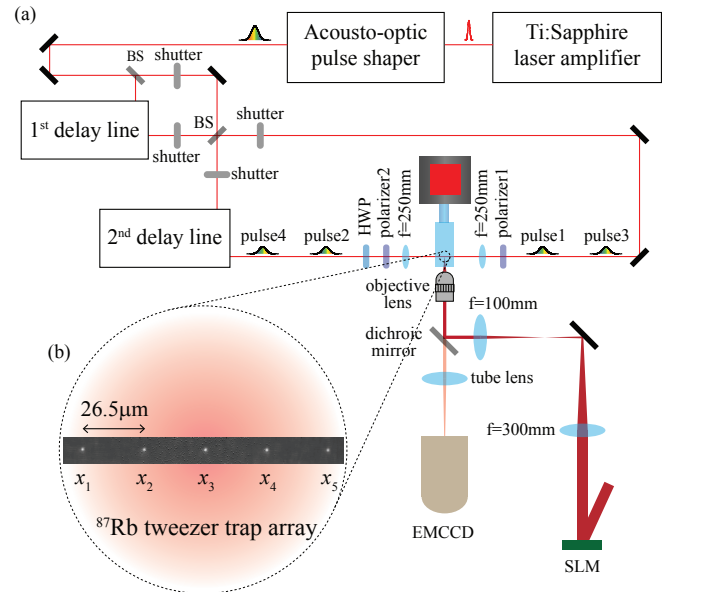 (a)
Acousto-optic
pulse shaper
Ti:Sapphire
laser amplifier
BS
shutter
1st delay line
shutter
BS
shutter
shutter
2nd delay line
pulse4
pulse2
HWP
polarizer2
f=250mm
f=250mm
polarizer1
pulse1
pulse3
objective
lens
f=100mm
dichroic
mirror
tube lens
f=300mm
EMCCD
SLM
(b)
26.5μm
x1
x2
x3
x4
x5
87Rb tweezer trap array